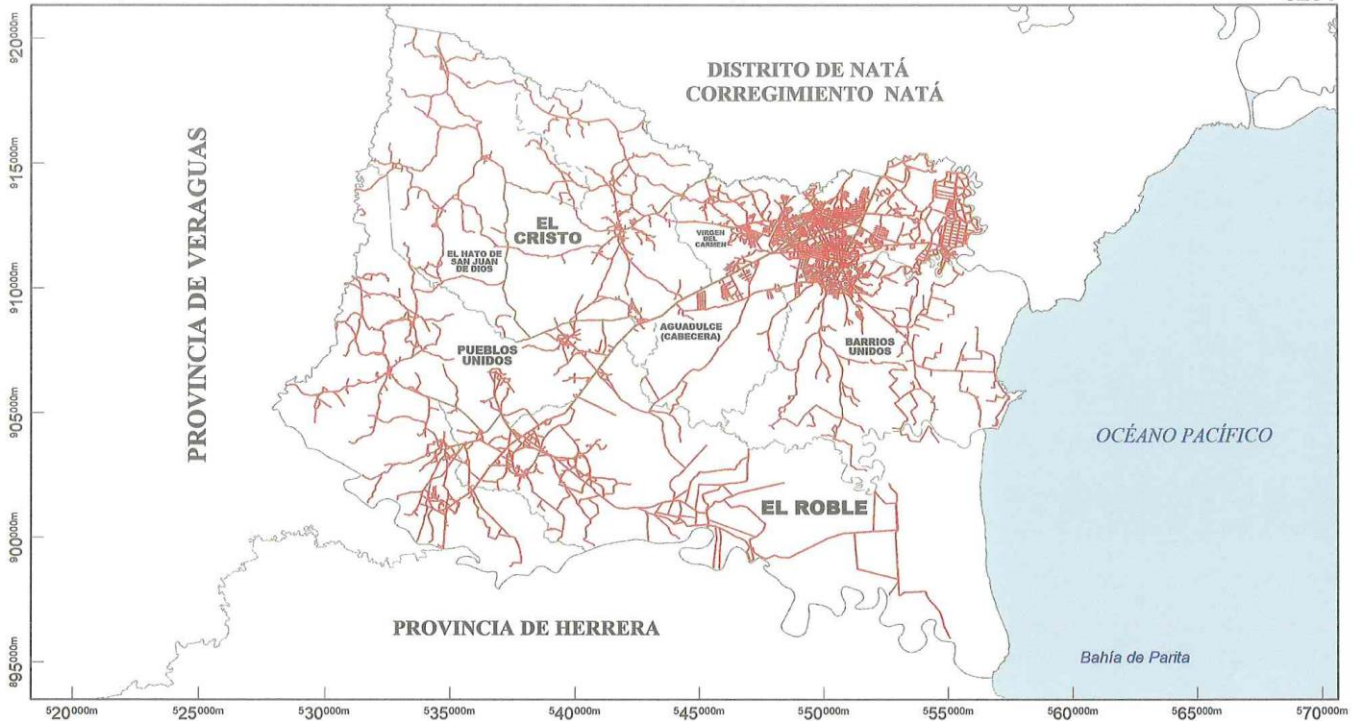 DISTRITO DE NATÁ
CORREGIMIENTO NATÁ
PROVINCIA DE VERAGUAS
EL
CRISTO
VIRGEN
DEL
CARMEN
EL HATO DE
SAN JUAN
DE DIOS
AGUADULCE
(CABECERA)
BARRIOS
UNIDOS
PUEBLOS
UNIDOS
OCÉANO PACÍFICO
EL ROBLE
PROVINCIA DE HERRERA
Bahía de Parita
920000m
915000m
910000m
905000m
900000m
895000m
520000m
525000m
530000m
535000m
540000m
545000m
550000m
555000m
560000m
565000m
570000m